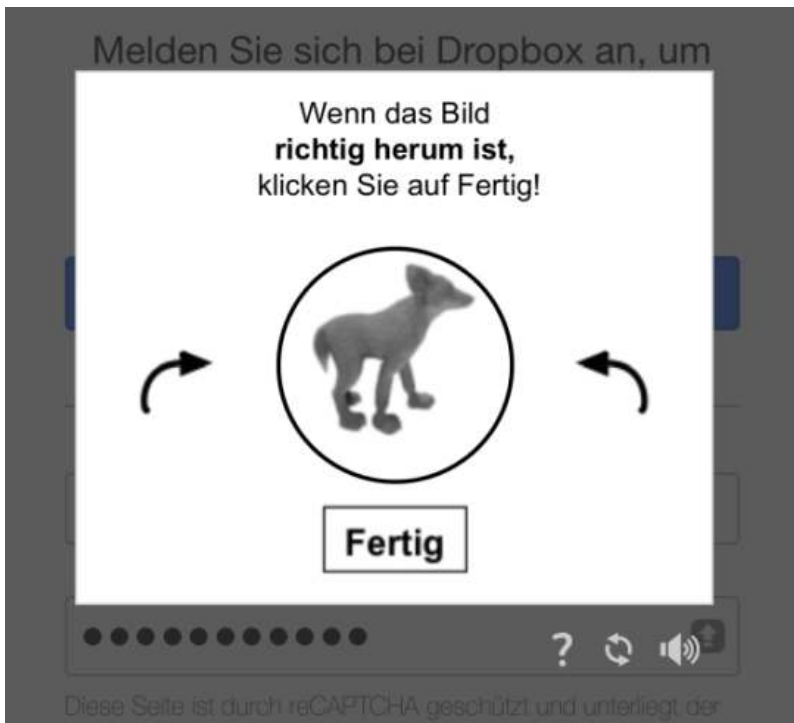 Melden Sie sich bei Dropbox an, um
Wenn das Bild
richtig herum ist,
klicken Sie auf Fertig!
Fertig
?
Diese Seite ist durch reCAPTCHA geschützt und unterliegt der